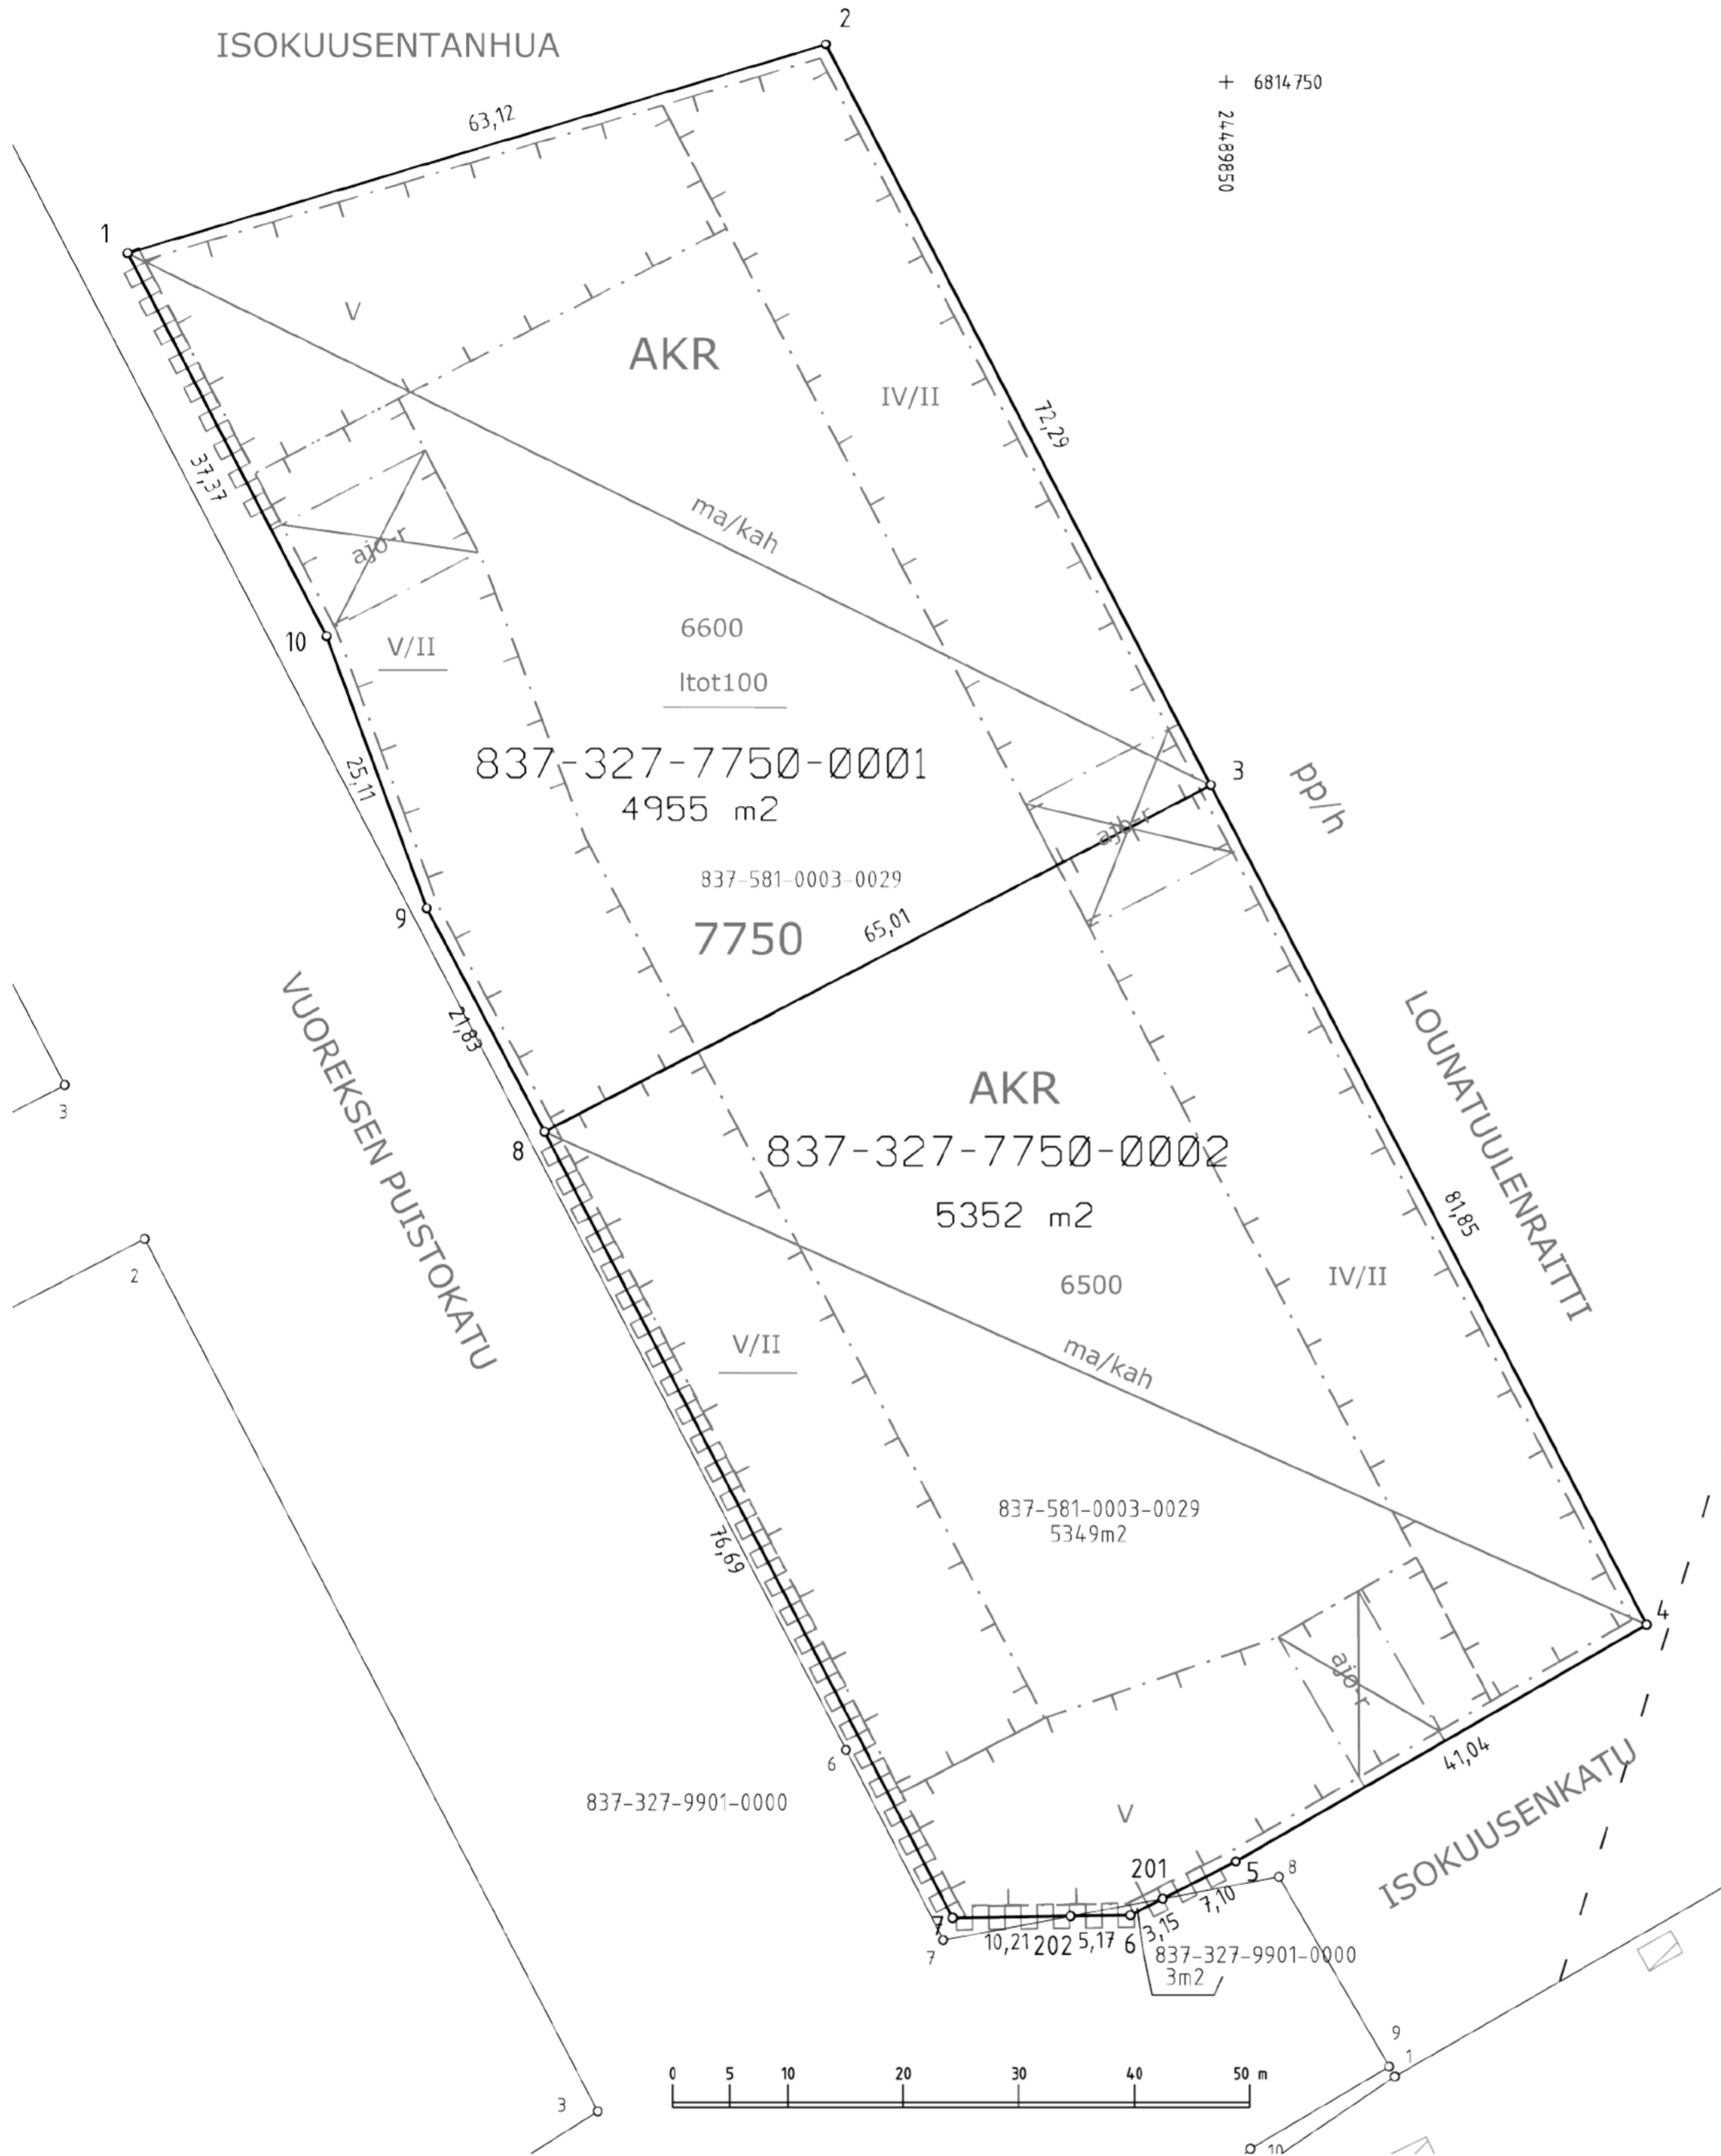 2
ISOKUUSENTANHUA
+ 6814750
24489850
63,12
1
V
AKR
IV/II
72,29
37,37
ma/kah
ajo-r
6600
10
V/II
Itot100
837-327-7750-0001
3
pp/h
25,11
4955 m2
ajo-r
837-581-0003-0029
9
65,01
7750
21,83
VUOREKSEN PUISTOKATU
LOUNATUULENRAITTI
3
AKR
8
837-327-7750-0002
81,85
5352 m2
2
6500
IV/II
V/II
ma/kah
837-581-0003-0029
76,69
5349m2
4
ajo-r
41,04
6
837-327-9901-0000
V
ISOKUUSENKATU
201
5
8
7,10
7
3,15
7
10,21
202
5,17
6
837-327-9901-0000
3m2
9
1
0 5 10 20 30 40 50 m
3
10